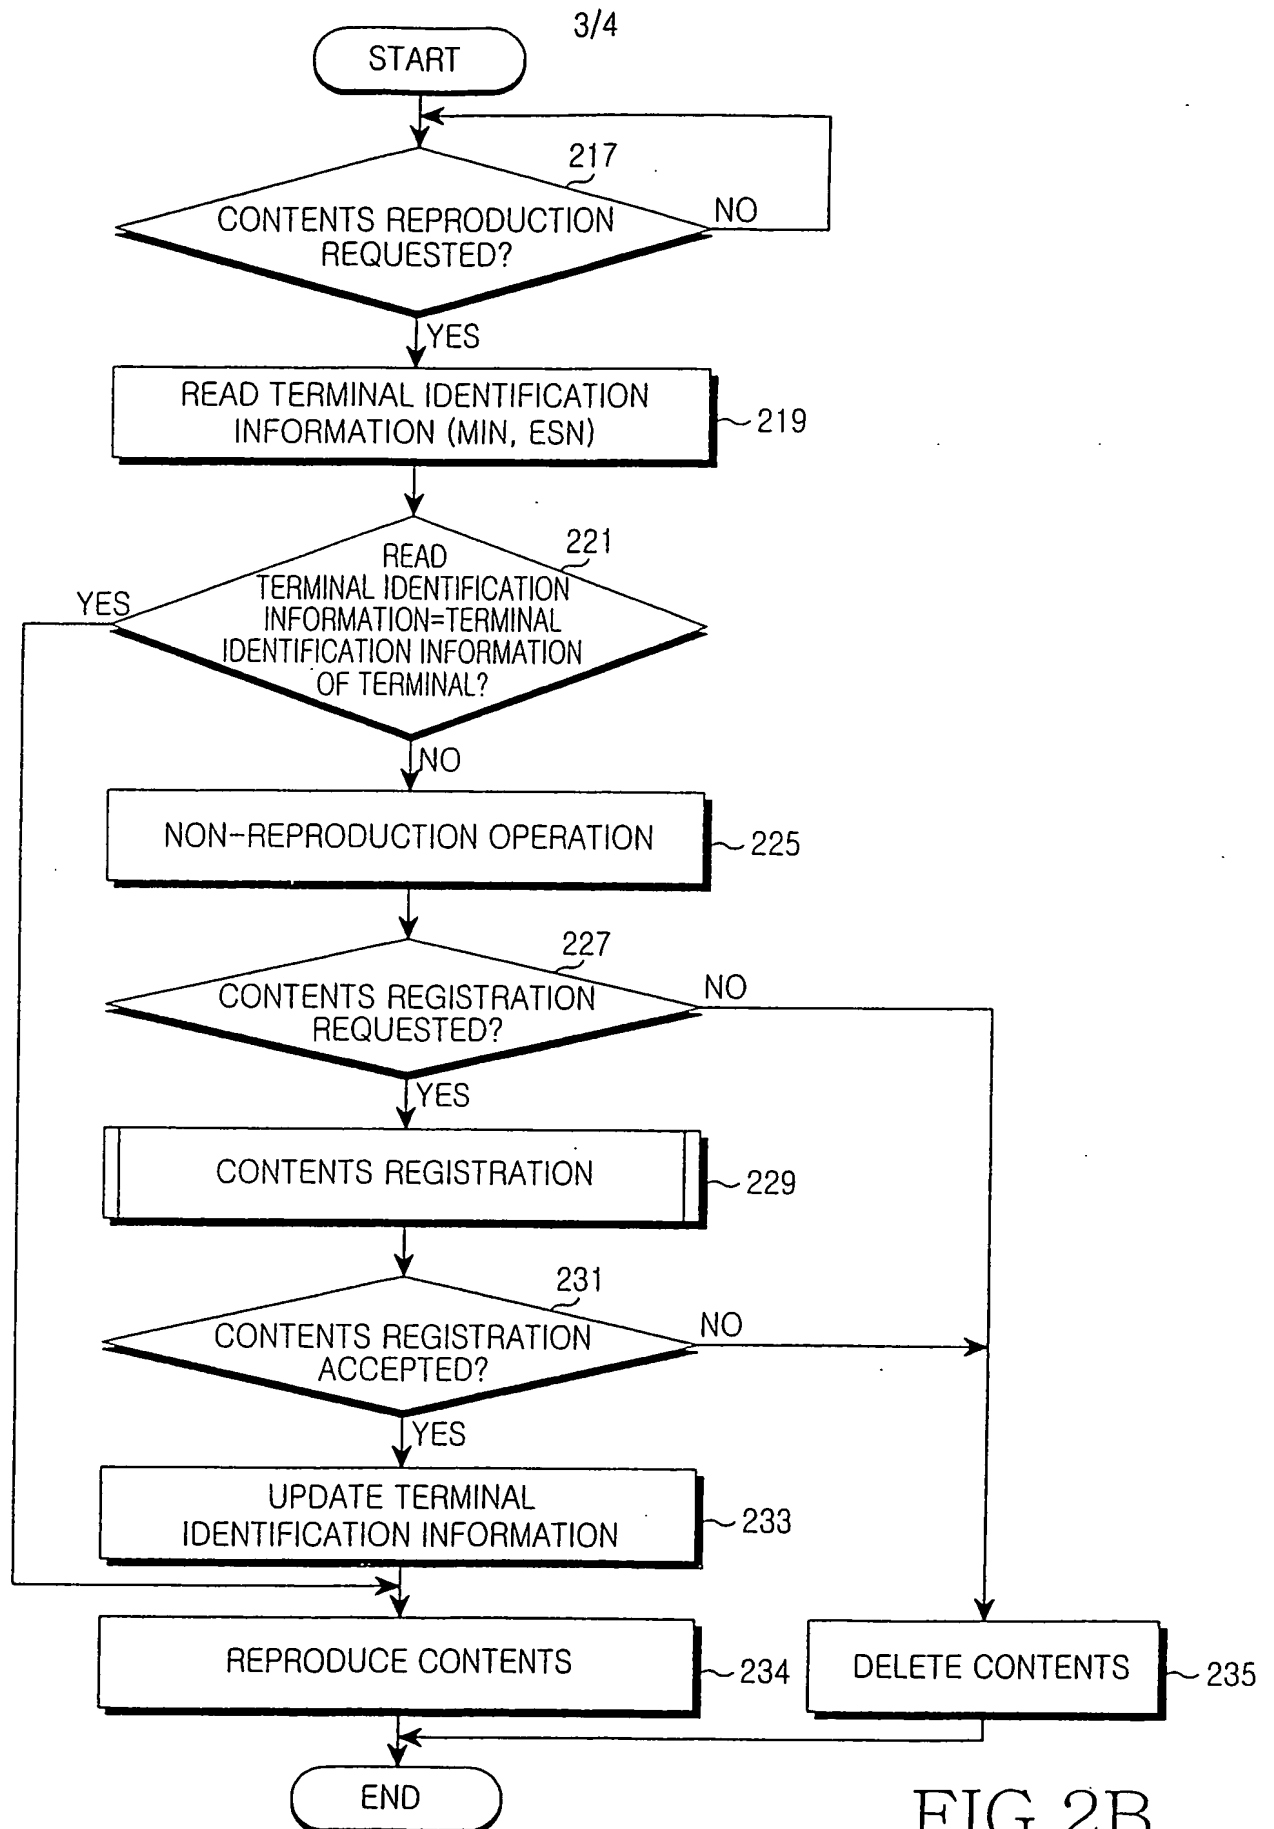 3/4
START
217
CONTENTS REPRODUCTION
REQUESTED?
NO
YES
READ TERMINAL IDENTIFICATION
INFORMATION (MIN, ESN)
219
221
READ
TERMINAL IDENTIFICATION
INFORMATION=TERMINAL
IDENTIFICATION INFORMATION
OF TERMINAL?
YES
NO
NON-REPRODUCTION OPERATION
225
227
CONTENTS REGISTRATION
REQUESTED?
NO
YES
CONTENTS REGISTRATION
229
231
CONTENTS REGISTRATION
ACCEPTED?
NO
YES
UPDATE TERMINAL
IDENTIFICATION INFORMATION
233
REPRODUCE CONTENTS
234
DELETE CONTENTS
235
END
FIG.2B